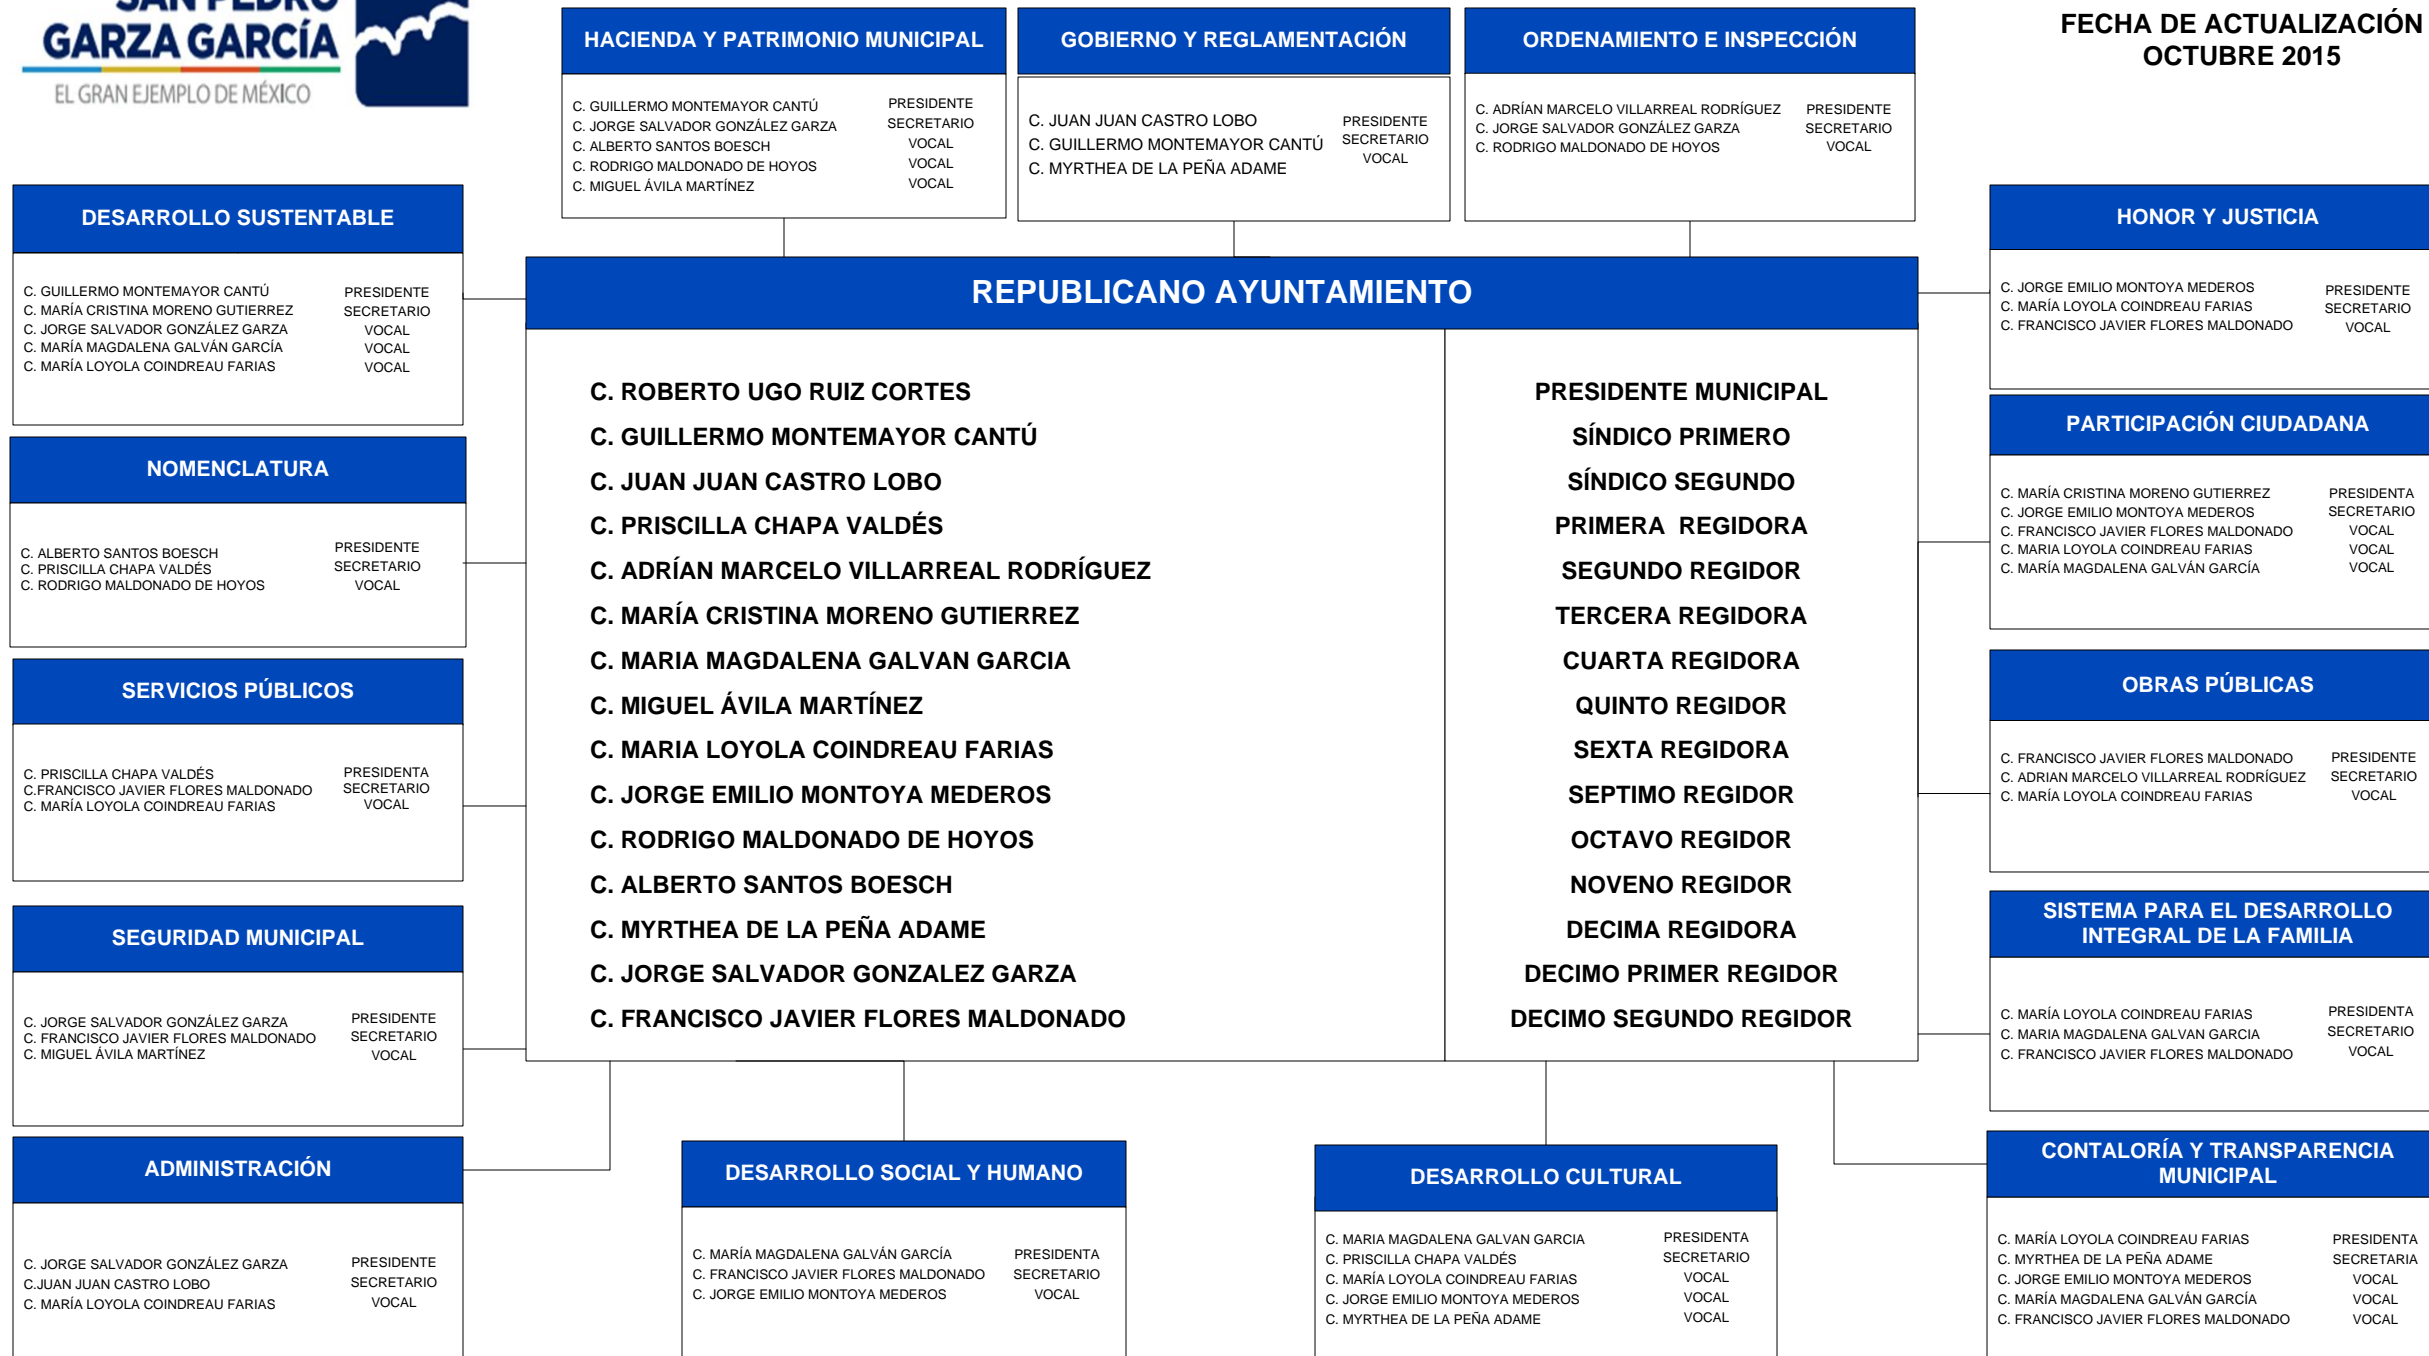 SAN PEDRO
GARZA GARCÍA
EL GRAN EJEMPLO DE MÉXICO
FECHA DE ACTUALIZACIÓN
OCTUBRE 2015
HACIENDA Y PATRIMONIO MUNICIPAL
C. GUILLERMO MONTEMAYOR CANTÚ PRESIDENTE
C. JORGE SALVADOR GONZÁLEZ GARZA SECRETARIO
C. ALBERTO SANTOS BOESCH VOCAL
C. RODRIGO MALDONADO DE HOYOS VOCAL
C. MIGUEL ÁVILA MARTÍNEZ VOCAL
GOBIERNO Y REGLAMENTACIÓN
C. JUAN JUAN CASTRO LOBO PRESIDENTE
C. GUILLERMO MONTEMAYOR CANTÚ SECRETARIO
C. MYRTHEA DE LA PEÑA ADAME VOCAL
ORDENAMIENTO E INSPECCIÓN
C. ADRÍAN MARCELO VILLARREAL RODRÍGUEZ PRESIDENTE
C. JORGE SALVADOR GONZÁLEZ GARZA SECRETARIO
C. RODRIGO MALDONADO DE HOYOS VOCAL
DESARROLLO SUSTENTABLE
C. GUILLERMO MONTEMAYOR CANTÚ PRESIDENTE
C. MARÍA CRISTINA MORENO GUTIERREZ SECRETARIO
C. JORGE SALVADOR GONZÁLEZ GARZA VOCAL
C. MARÍA MAGDALENA GALVÁN GARCÍA VOCAL
C. MARÍA LOYOLA COINDREAU FARIAS VOCAL
NOMENCLATURA
C. ALBERTO SANTOS BOESCH PRESIDENTE
C. PRISCILLA CHAPA VALDÉS SECRETARIO
C. RODRIGO MALDONADO DE HOYOS VOCAL
SERVICIOS PÚBLICOS
C. PRISCILLA CHAPA VALDÉS PRESIDENTA
C.FRANCISCO JAVIER FLORES MALDONADO SECRETARIO
C. MARÍA LOYOLA COINDREAU FARIAS VOCAL
SEGURIDAD MUNICIPAL
C. JORGE SALVADOR GONZÁLEZ GARZA PRESIDENTE
C. FRANCISCO JAVIER FLORES MALDONADO SECRETARIO
C. MIGUEL ÁVILA MARTÍNEZ VOCAL
ADMINISTRACIÓN
C. JORGE SALVADOR GONZÁLEZ GARZA PRESIDENTE
C.JUAN JUAN CASTRO LOBO SECRETARIO
C. MARÍA LOYOLA COINDREAU FARIAS VOCAL
REPUBLICANO AYUNTAMIENTO
C. ROBERTO UGO RUIZ CORTES PRESIDENTE MUNICIPAL
C. GUILLERMO MONTEMAYOR CANTÚ SÍNDICO PRIMERO
C. JUAN JUAN CASTRO LOBO SÍNDICO SEGUNDO
C. PRISCILLA CHAPA VALDÉS PRIMERA REGIDORA
C. ADRÍAN MARCELO VILLARREAL RODRÍGUEZ SEGUNDO REGIDOR
C. MARÍA CRISTINA MORENO GUTIERREZ TERCERA REGIDORA
C. MARIA MAGDALENA GALVAN GARCIA CUARTA REGIDORA
C. MIGUEL ÁVILA MARTÍNEZ QUINTO REGIDOR
C. MARIA LOYOLA COINDREAU FARIAS SEXTA REGIDORA
C. JORGE EMILIO MONTOYA MEDEROS SEPTIMO REGIDOR
C. RODRIGO MALDONADO DE HOYOS OCTAVO REGIDOR
C. ALBERTO SANTOS BOESCH NOVENO REGIDOR
C. MYRTHEA DE LA PEÑA ADAME DECIMA REGIDORA
C. JORGE SALVADOR GONZALEZ GARZA DECIMO PRIMER REGIDOR
C. FRANCISCO JAVIER FLORES MALDONADO DECIMO SEGUNDO REGIDOR
HONOR Y JUSTICIA
C. JORGE EMILIO MONTOYA MEDEROS PRESIDENTE
C. MARÍA LOYOLA COINDREAU FARIAS SECRETARIO
C. FRANCISCO JAVIER FLORES MALDONADO VOCAL
PARTICIPACIÓN CIUDADANA
C. MARÍA CRISTINA MORENO GUTIERREZ PRESIDENTA
C. JORGE EMILIO MONTOYA MEDEROS SECRETARIO
C. FRANCISCO JAVIER FLORES MALDONADO VOCAL
C. MARIA LOYOLA COINDREAU FARIAS VOCAL
C. MARÍA MAGDALENA GALVÁN GARCÍA VOCAL
OBRAS PÚBLICAS
C. FRANCISCO JAVIER FLORES MALDONADO PRESIDENTE
C. ADRIAN MARCELO VILLARREAL RODRÍGUEZ SECRETARIO
C. MARÍA LOYOLA COINDREAU FARIAS VOCAL
SISTEMA PARA EL DESARROLLO
INTEGRAL DE LA FAMILIA
C. MARÍA LOYOLA COINDREAU FARIAS PRESIDENTA
C. MARIA MAGDALENA GALVAN GARCIA SECRETARIO
C. FRANCISCO JAVIER FLORES MALDONADO VOCAL
DESARROLLO SOCIAL Y HUMANO
C. MARÍA MAGDALENA GALVÁN GARCÍA PRESIDENTA
C. FRANCISCO JAVIER FLORES MALDONADO SECRETARIO
C. JORGE EMILIO MONTOYA MEDEROS VOCAL
DESARROLLO CULTURAL
C. MARIA MAGDALENA GALVAN GARCIA PRESIDENTA
C. PRISCILLA CHAPA VALDÉS SECRETARIO
C. MARÍA LOYOLA COINDREAU FARIAS VOCAL
C. JORGE EMILIO MONTOYA MEDEROS VOCAL
C. MYRTHEA DE LA PEÑA ADAME VOCAL
CONTALORÍA Y TRANSPARENCIA
MUNICIPAL
C. MARÍA LOYOLA COINDREAU FARIAS PRESIDENTA
C. MYRTHEA DE LA PEÑA ADAME SECRETARIA
C. JORGE EMILIO MONTOYA MEDEROS VOCAL
C. MARÍA MAGDALENA GALVÁN GARCÍA VOCAL
C. FRANCISCO JAVIER FLORES MALDONADO VOCAL